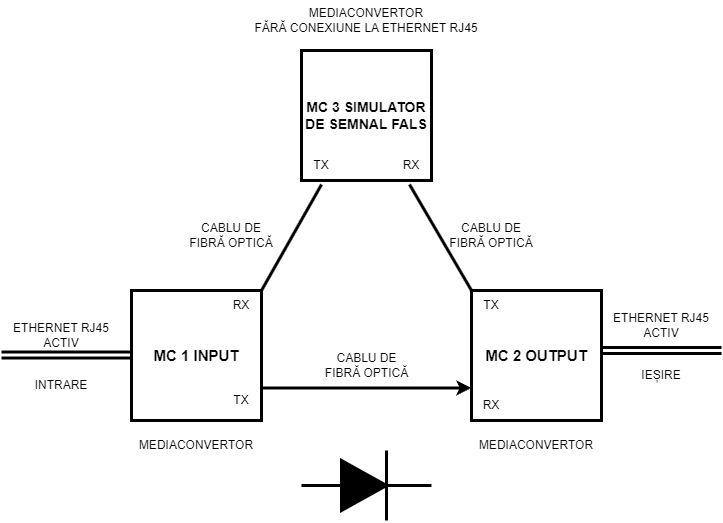 MEDIACONVERTOR
FĂRĂ CONEXIUNE LA ETHERNET RJ45
MC 3 SIMULATOR
DE SEMNAL FALS
TX
RX
CABLU DE
FIBRĂ OPTICĂ
CABLU DE
FIBRĂ OPTICĂ
RX
TX
ETHERNET RJ45
ACTIV
MC 1 INPUT
CABLU DE
FIBRĂ OPTICĂ
MC 2 OUTPUT
ETHERNET RJ45
ACTIV
INTRARE
IEȘIRE
TX
RX
MEDIACONVERTOR
MEDIACONVERTOR